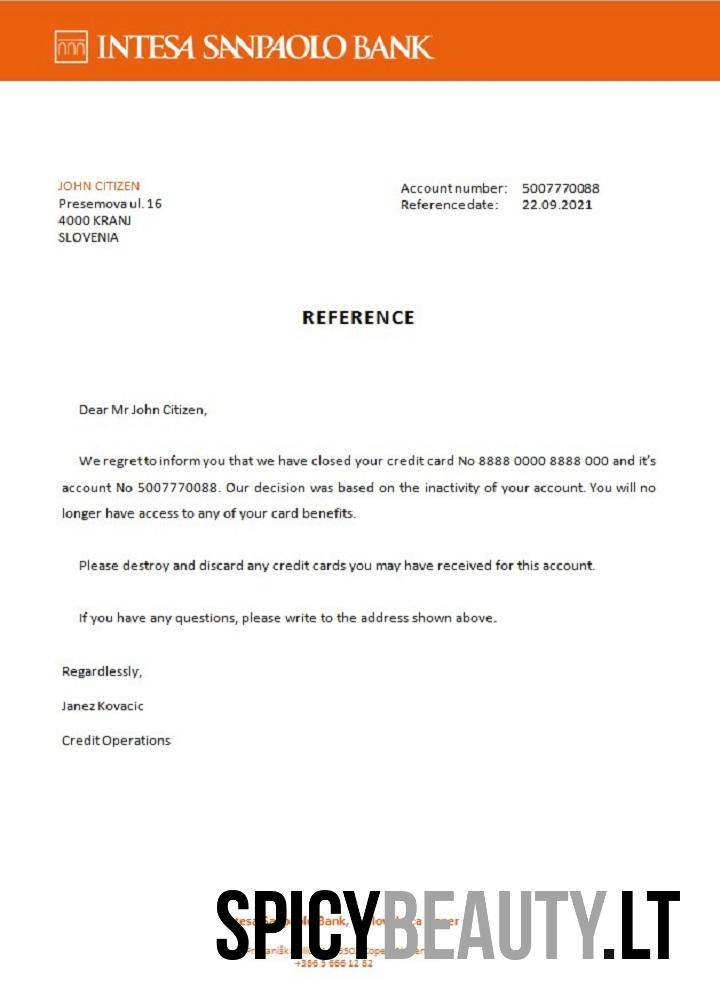 INTESA SANPAOLO BANK
JOHN CITIZEN
Presemova ul. 16
4000 KRANJ
SLOVENIA
Account number: 5007770088
Reference date: 22.09.2021
REFERENCE
Dear Mr John Citizen,
We regret to inform you that we have closed your credit card No 8888 0000 8888 000 and it's
account No 5007770088. Our decision was based on the inactivity of your account. You will no
longer have access to any of your card benefits.
Please destroy and discard any credit cards you may have received for this account.
If you have any questions, please write to the address shown above.
Regardlessly,
Janez Kovacic
Credit Operations
Bank,
SPICYBEAUTY.LT
+386 5 666 12 82